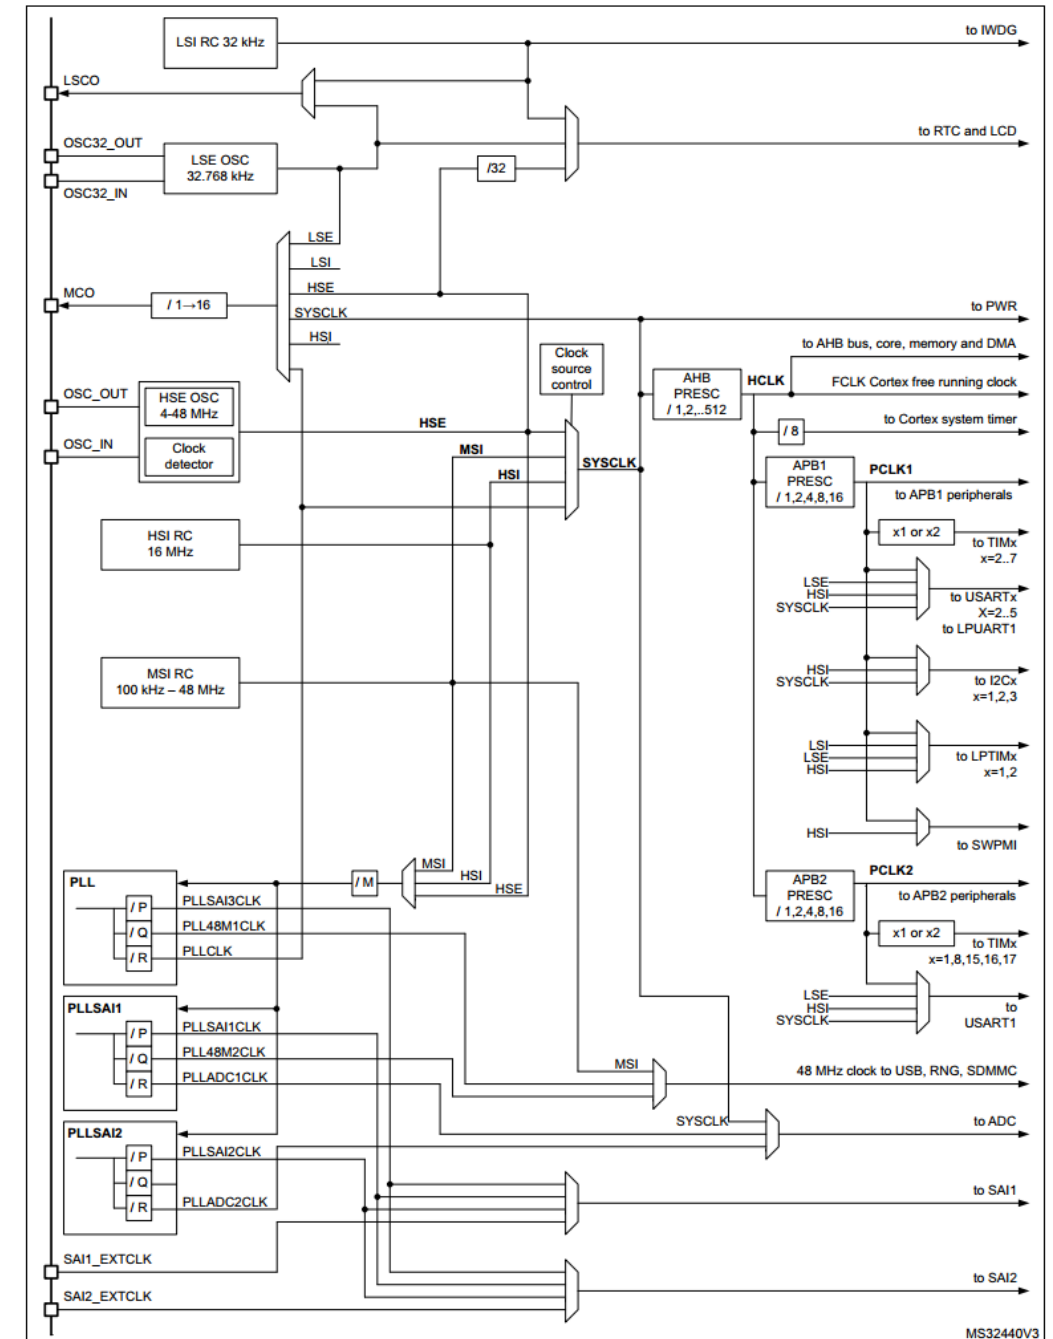 LSI RC 32 kHz
to IWDG
LSCO
OSC32_OUT
to RTC and LCD
LSE OSC
32.768 kHz
/32
OSC32_IN
LSE
LSI
HSE
MCO
/ 1→16
SYSCLK
to PWR
HSI
to AHB bus, core, memory and DMA
Clock
source
control
AHB
PRESC
/ 1,2,..512
HCLK
FCLK Cortex free running clock
OSC_OUT
HSE OSC
4-48 MHz
HSE
/ 8
to Cortex system timer
OSC_IN
Clock
detector
MSI
SYSCLK
HSI
APB1
PRESC
/ 1,2,4,8,16
PCLK1
to APB1 peripherals
HSI RC
16 MHz
x1 or x2
to TIMx
x=2..7
LSE
HSI
SYSCLK
to USARTx
X=2..5
to LPUART1
MSI RC
100 kHz – 48 MHz
HSI
SYSCLK
to I2Cx
x=1,2,3
LSI
LSE
HSI
to LPTIMx
x=1,2
HSI
to SWPMI
MSI
HSI
HSE
/ M
PLL
/ P
PLLSAI3CLK
/ Q
PLL48M1CLK
/ R
PLLCLK
APB2
PRESC
/ 1,2,4,8,16
PCLK2
to APB2 peripherals
x1 or x2
to TIMx
x=1,8,15,16,17
LSE
HSI
SYSCLK
to
USART1
PLLSAI1
/ P
PLLSAI1CLK
/ Q
PLL48M2CLK
/ R
PLLADC1CLK
MSI
48 MHz clock to USB, RNG, SDMMC
SYSCLK
to ADC
PLLSAI2
/ P
PLLSAI2CLK
/ Q
/ R
PLLADC2CLK
to SAI1
SAI1_EXTCLK
to SAI2
SAI2_EXTCLK
MS32440V3